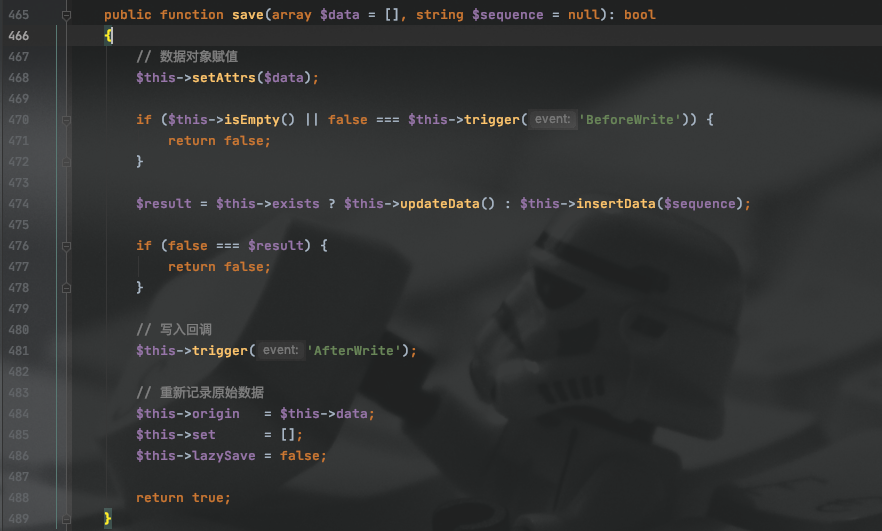 465 public function save(array $data = [], string $sequence = null): bool
466 {
467 // 数据对象赋值
468 $this->setAttrs($data);
469
470 if ($this->isEmpty() || false === $this->trigger( event: 'BeforeWrite')) {
471 return false;
472 }
473
474 $result = $this->exists ? $this->updateData() : $this->insertData($sequence);
475
476 if (false === $result) {
477 return false;
478 }
479
480 // 写入回调
481 $this->trigger( event: 'AfterWrite');
482
483 // 重新记录原始数据
484 $this->origin   = $this->data;
485 $this->set      = [];
486 $this->lazySave = false;
487
488 return true;
489 }